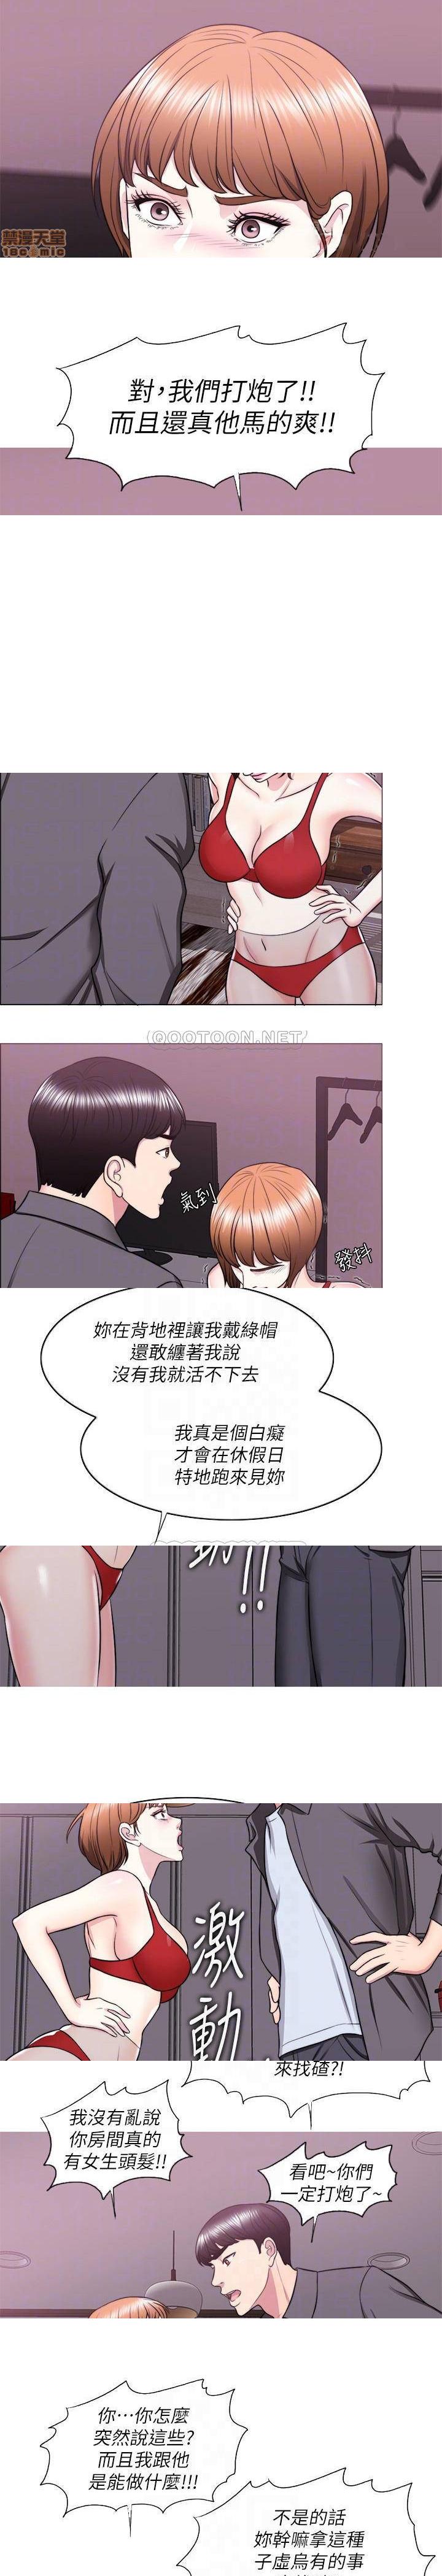 禁漫天堂
18COMIC
對，我們打炮了!!
而且還真他馬的爽!!
QOOTOON.NET
氣到
發抖
妳在背地裡讓我戴綠帽
還敢纏著我說
沒有我就活不下去
我真是個白癡
才會在休假日
特地跑來見妳
!!
激動
來找碴?!
我沒有亂說
你房間真的
有女生頭髮!!
看吧~你們
一定打炮了~
你…你怎麼
突然說這些?
而且我跟他
是能做什麼!!!
不是的話
妳幹嘛拿這種
子虛烏有的事